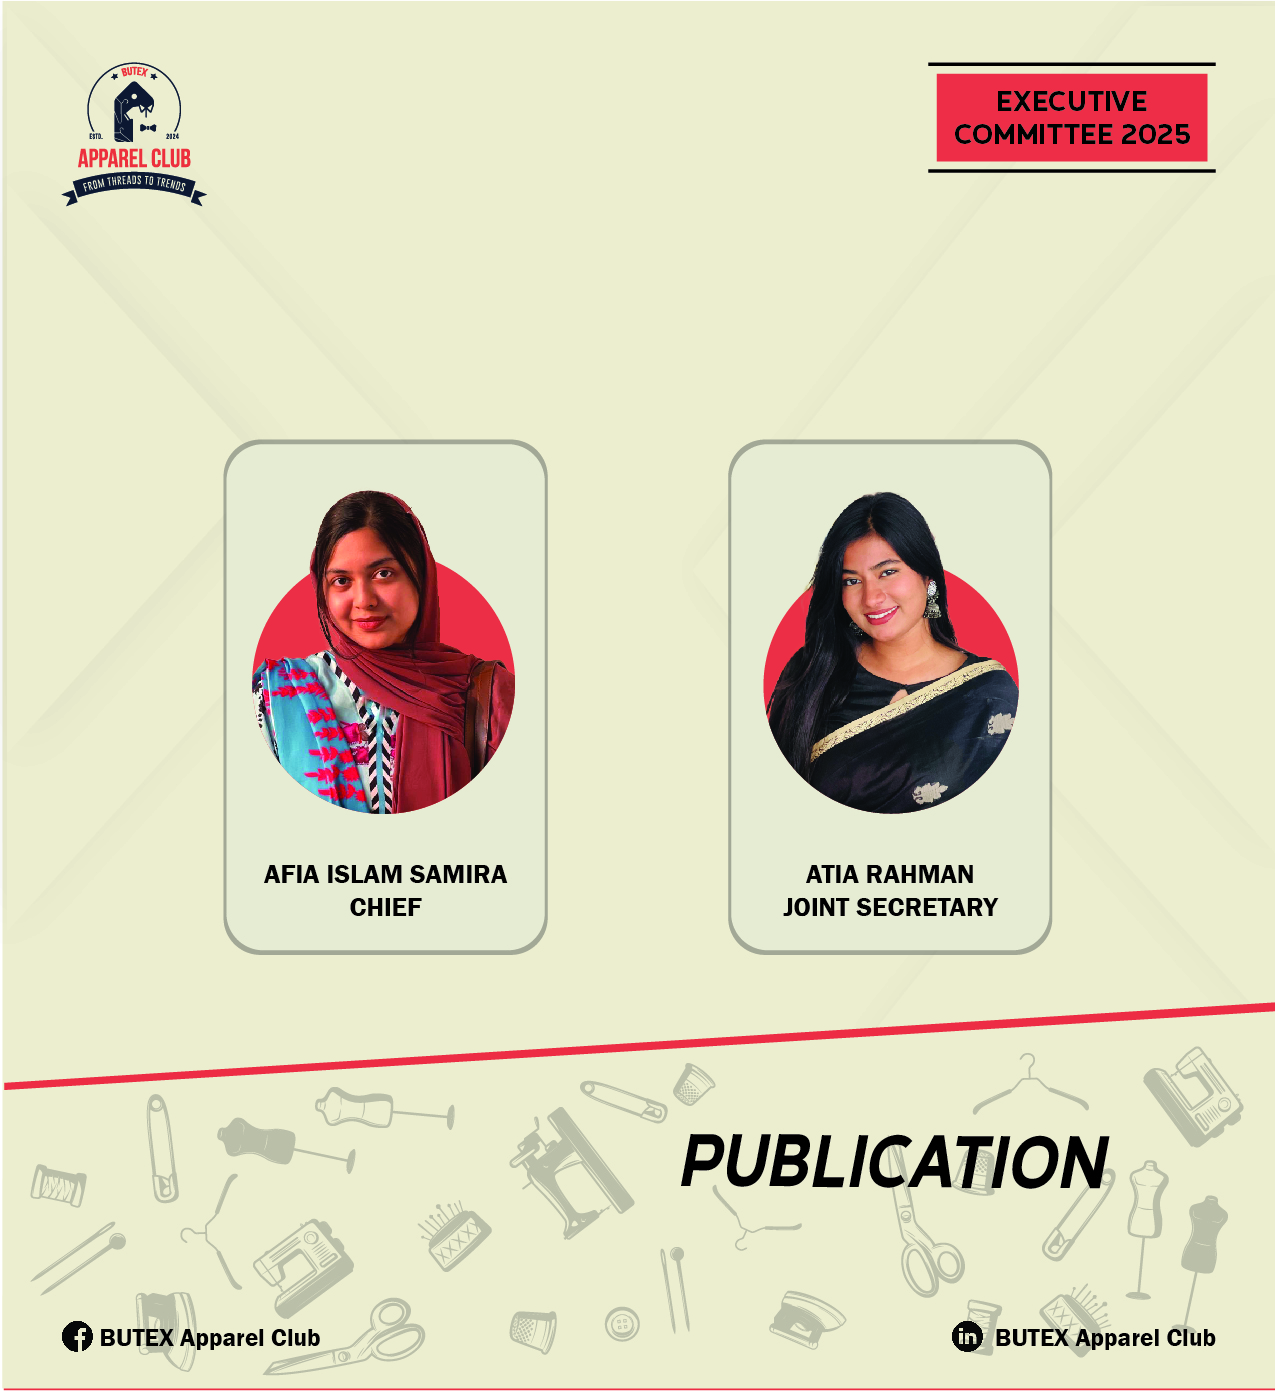 BUTEX
ESTD. 2024
APPAREL CLUB
FROM THREADS TO TRENDS
EXECUTIVE
COMMITTEE 2025
AFIA ISLAM SAMIRA
CHIEF
ATIA RAHMAN
JOINT SECRETARY
PUBLICATION
BUTEX Apparel Club
in BUTEX Apparel Club